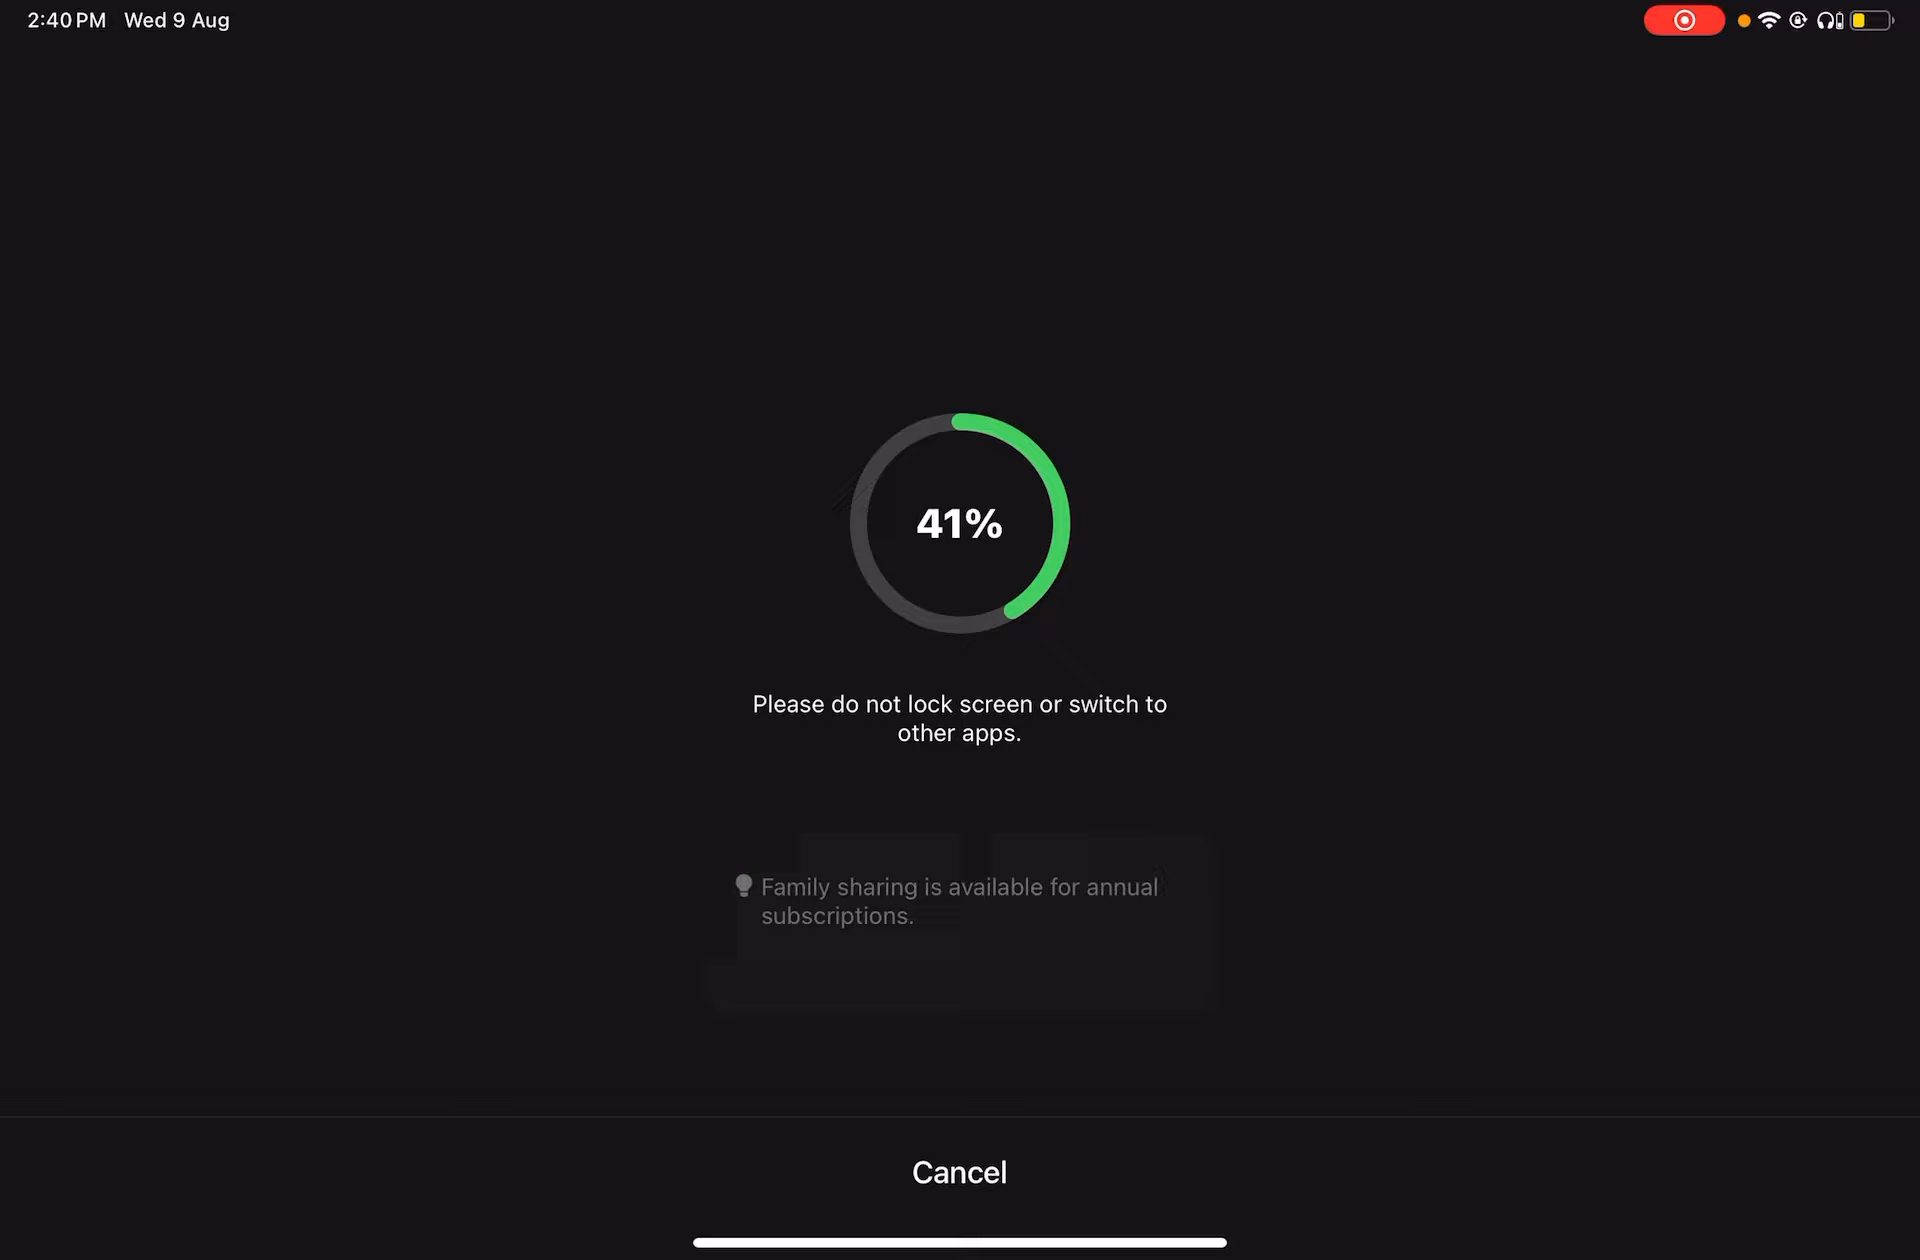 2:40 PM Wed 9 Aug
41%
Please do not lock screen or switch to
other apps.
Family sharing is available for annual
subscriptions.
Cancel